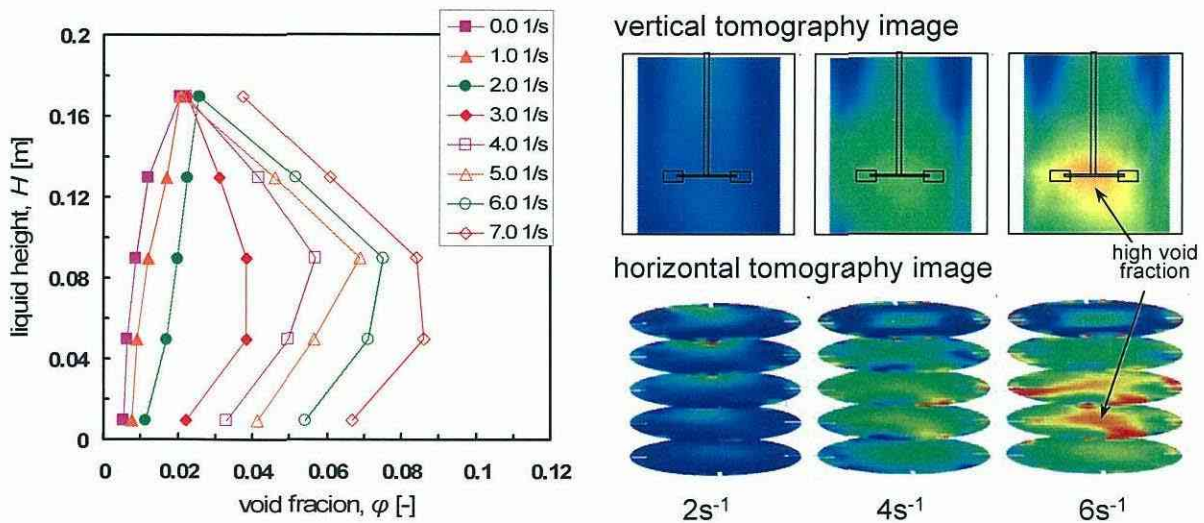 0.2
0.16
0.12
0.08
0.04
0
liquid height, H [m]
0
0.02
0.04
0.06
0.08
0.1
0.12
void fracion, φ [-]
0.0 1/s
1.0 1/s
2.0 1/s
3.0 1/s
4.0 1/s
5.0 1/s
6.0 1/s
7.0 1/s
vertical tomography image
high void
fraction
horizontal tomography image
2s⁻¹
4s⁻¹
6s⁻¹